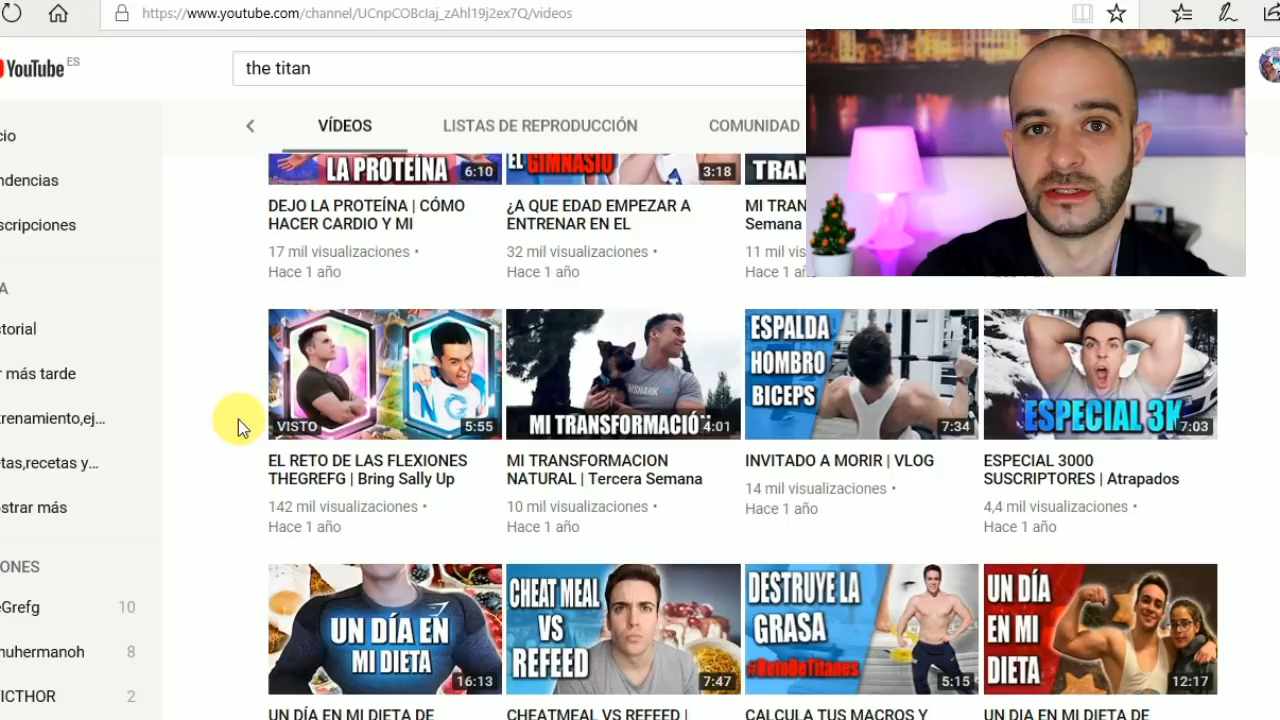 https://www.youtube.com/channel/UCnpCOBcIaj_zAhl19j2ex7Q/videos
YouTube ES
the titan
VÍDEOS
LISTAS DE REPRODUCCIÓN
COMUNIDAD
cio
ndencias
scripciones
A
torial
r más tarde
trenamiento,ej...
tas,recetas y...
strar más
ONES
eGrefg 10
nuhermanoh 8
ICTHOR 2
LA PROTEÍNA
6:10
DEJO LA PROTEÍNA | CÓMO
HACER CARDIO Y MI
17 mil visualizaciones •
Hace 1 año
EL GIMNASIO
3:18
¿A QUE EDAD EMPEZAR A
ENTRENAR EN EL
32 mil visualizaciones •
Hace 1 año
TRAN
MI TRAN
Semana
11 mil vis
Hace 1 año
VISTO
5:55
EL RETO DE LAS FLEXIONES
THEGREFG | Bring Sally Up
142 mil visualizaciones •
Hace 1 año
MI TRANSFORMACIÓ
4:01
MI TRANSFORMACION
NATURAL | Tercera Semana
10 mil visualizaciones •
Hace 1 año
ESPALDA
HOMBRO
BICEPS
7:34
INVITADO A MORIR | VLOG
14 mil visualizaciones •
Hace 1 año
ESPECIAL 3K
7:03
ESPECIAL 3000
SUSCRIPTORES | Atrapados
4,4 mil visualizaciones •
Hace 1 año
UN DÍA EN
MI DIETA
16:13
UN DÍA EN MI DIETA DE
CHEAT MEAL
VS
REFEED
7:47
CHEATMEAL VS REFEED |
DESTRUYE LA
GRASA
#RetoDeTitanes
5:15
CALCULA TUS MACROS Y
UN DÍA
EN MI
DIETA
12:17
UN DIA EN MI DIETA DE